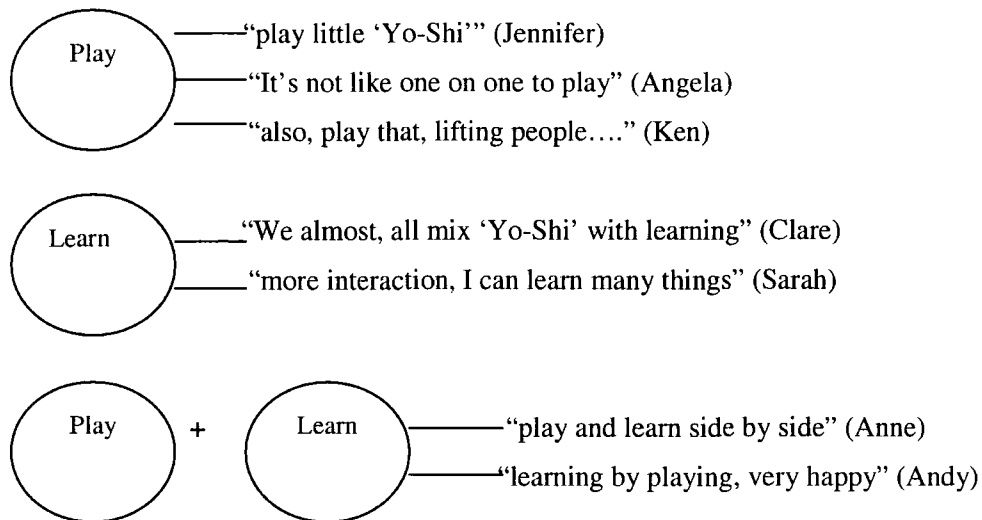 Play
“play little ‘Yo-Shi’” (Jennifer)
“It's not like one on one to play” (Angela)
“also, play that, lifting people….” (Ken)
Learn
“We almost, all mix ‘Yo-Shi’ with learning” (Clare)
“more interaction, I can learn many things” (Sarah)
Play + Learn
“play and learn side by side” (Anne)
“learning by playing, very happy” (Andy)